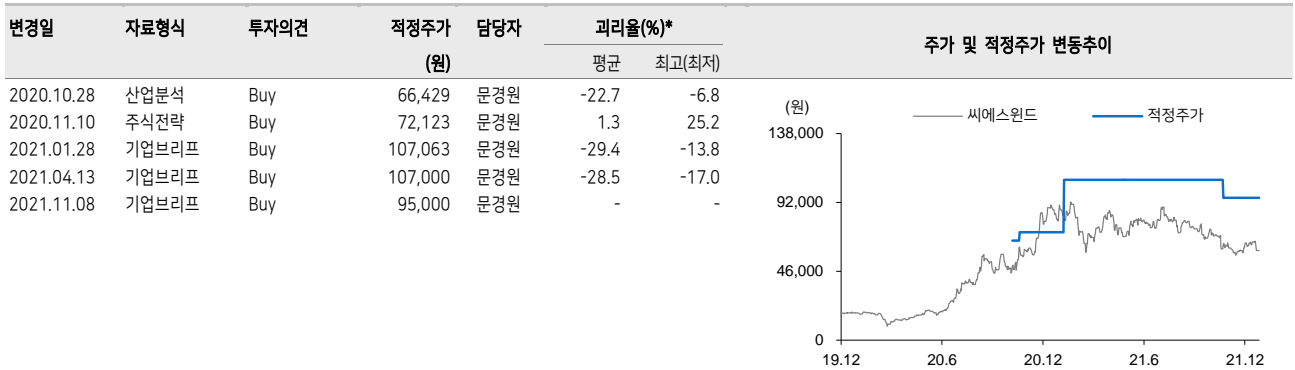 변경일 자료형식 투자의견 적정주가 담당자 괴리율(%)* 주가 및 적정주가 변동추이
(원) 평균 최고(최저)
2020.10.28 산업분석 Buy 66,429 문경원 -22.7 -6.8
2020.11.10 주식전략 Buy 72,123 문경원 1.3 25.2
2021.01.28 기업브리프 Buy 107,063 문경원 -29.4 -13.8
2021.04.13 기업브리프 Buy 107,000 문경원 -28.5 -17.0
2021.11.08 기업브리프 Buy 95,000 문경원 - -
(원) 씨에스윈드 적정주가
138,000
92,000
46,000
0
19.12 20.6 20.12 21.6 21.12